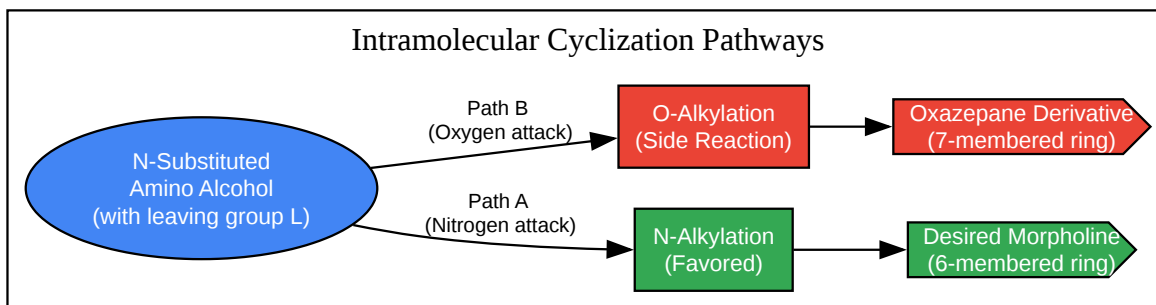 Intramolecular Cyclization Pathways
N-Substituted
Amino Alcohol
(with leaving group L)
Path B
(Oxygen attack)
O-Alkylation
(Side Reaction)
Oxazepane Derivative
(7-membered ring)
Path A
(Nitrogen attack)
N-Alkylation
(Favored)
Desired Morpholine
(6-membered ring)